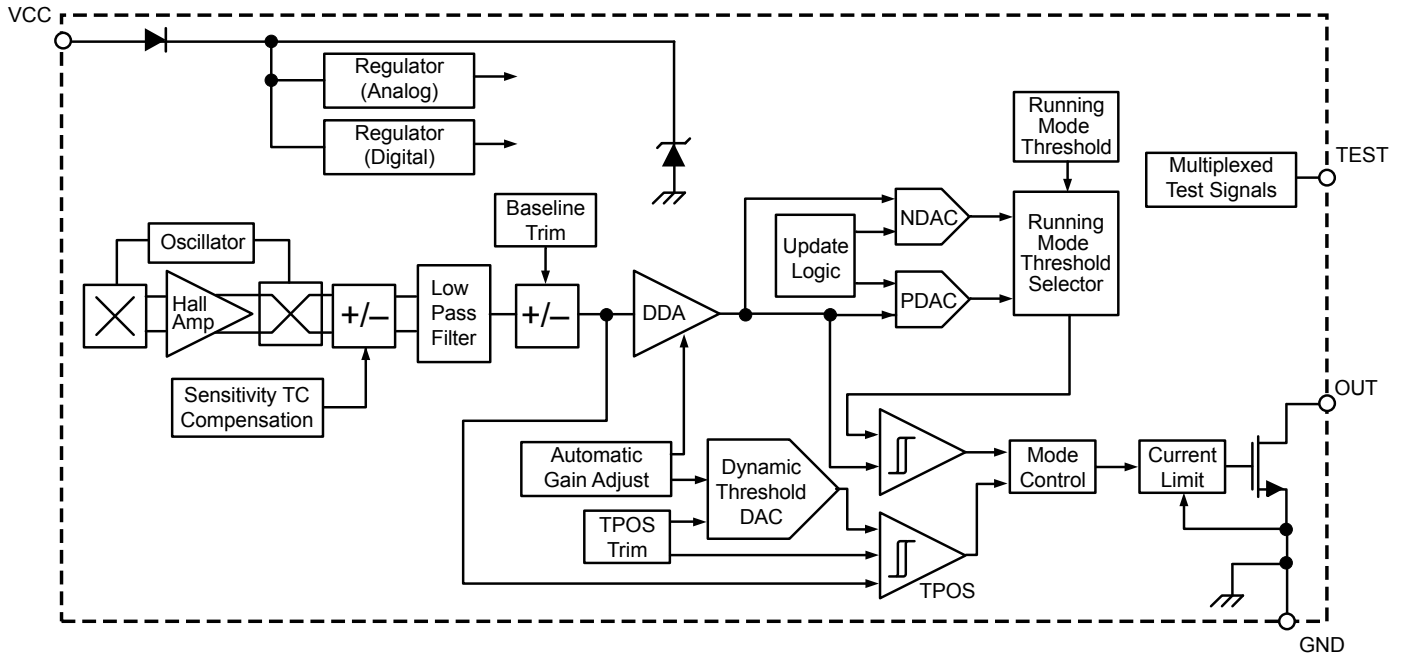 VCC
Regulator
(Analog)
Regulator
(Digital)
Running
Mode
Threshold
Multiplexed
Test Signals
TEST
Baseline
Trim
NDAC
Update
Logic
PDAC
Running
Mode
Threshold
Selector
Oscillator
Hall
Amp
+/–
Low
Pass
Filter
+/–
DDA
Sensitivity TC
Compensation
OUT
Automatic
Gain Adjust
Dynamic
Threshold
DAC
Mode
Control
Current
Limit
TPOS
Trim
TPOS
GND